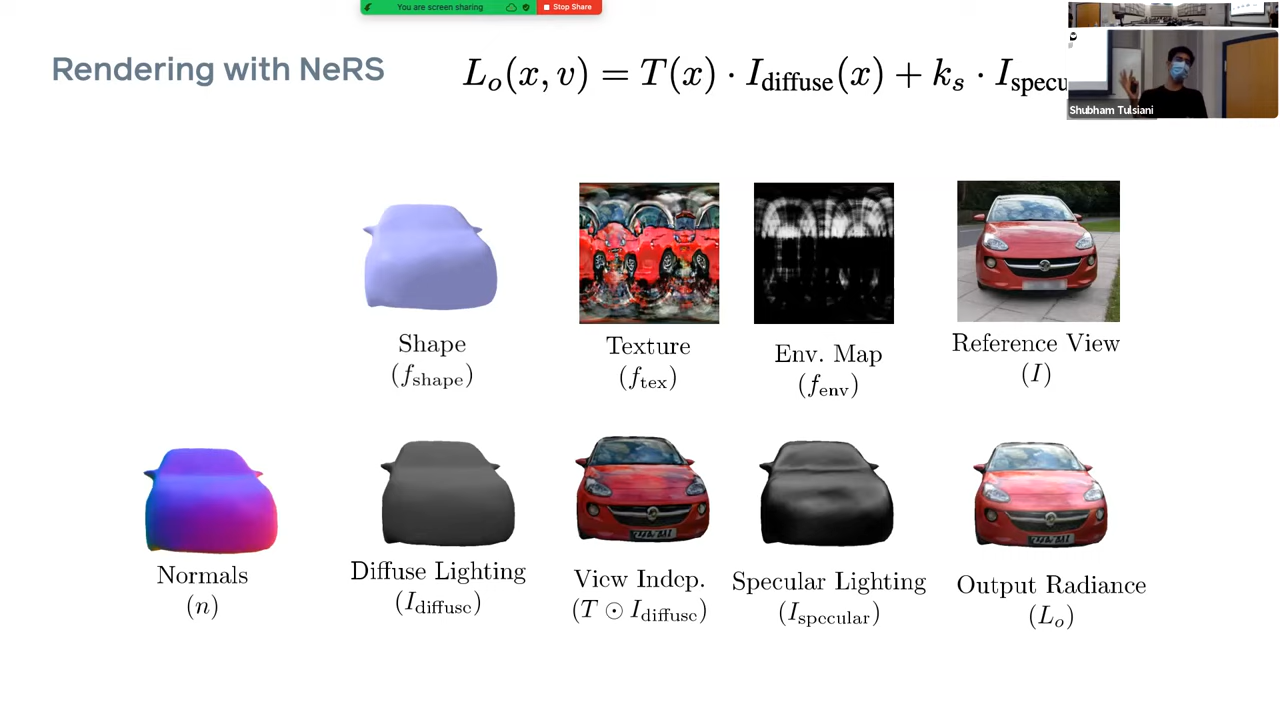 You are screen sharing
Stop Share
Rendering with NeRS
L_o(x, v) = T(x) · I_diffuse(x) + k_s · I_specu
Shubham Tulsiani
Shape
(f_shape)
Texture
(f_tex)
Env. Map
(f_env)
Reference View
(I)
Normals
(n)
Diffuse Lighting
(I_diffuse)
View Indep.
(T ⊙ I_diffuse)
Specular Lighting
(I_specular)
Output Radiance
(L_o)